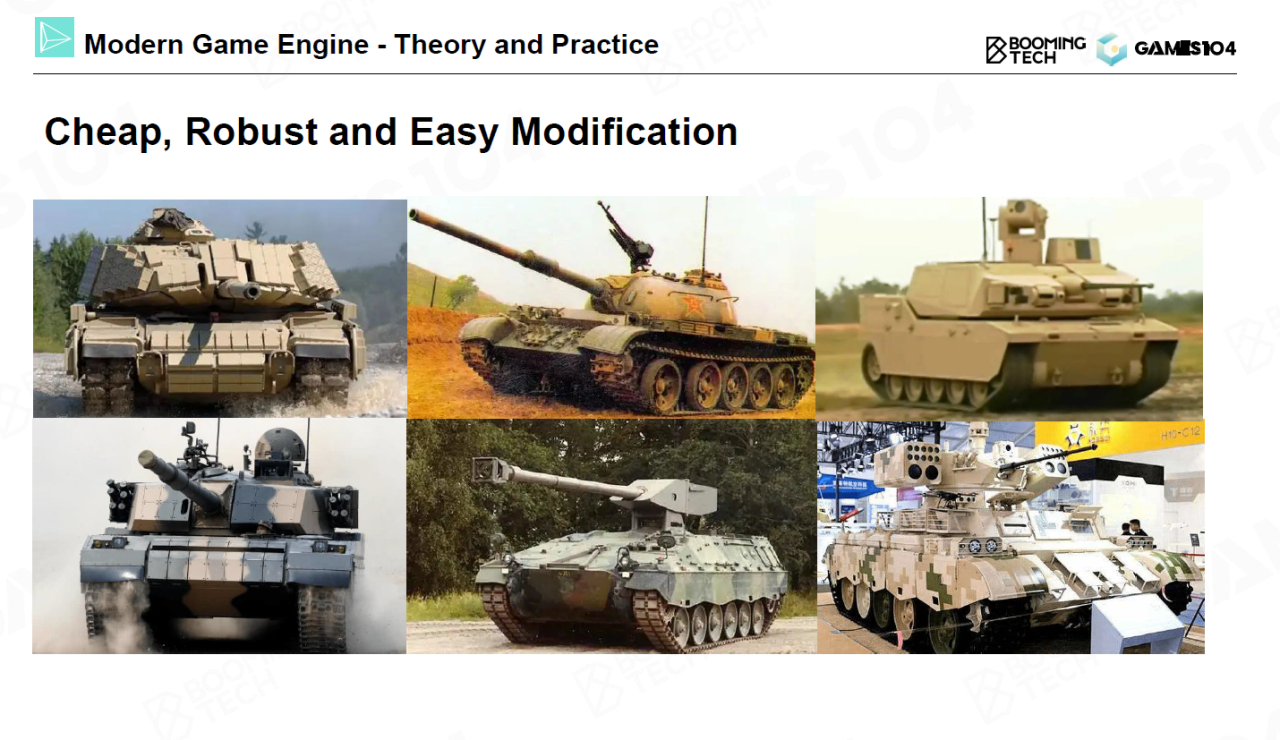 Modern Game Engine - Theory and Practice
BOOMING
TECH
GAMES104
Cheap, Robust and Easy Modification
H10-C12